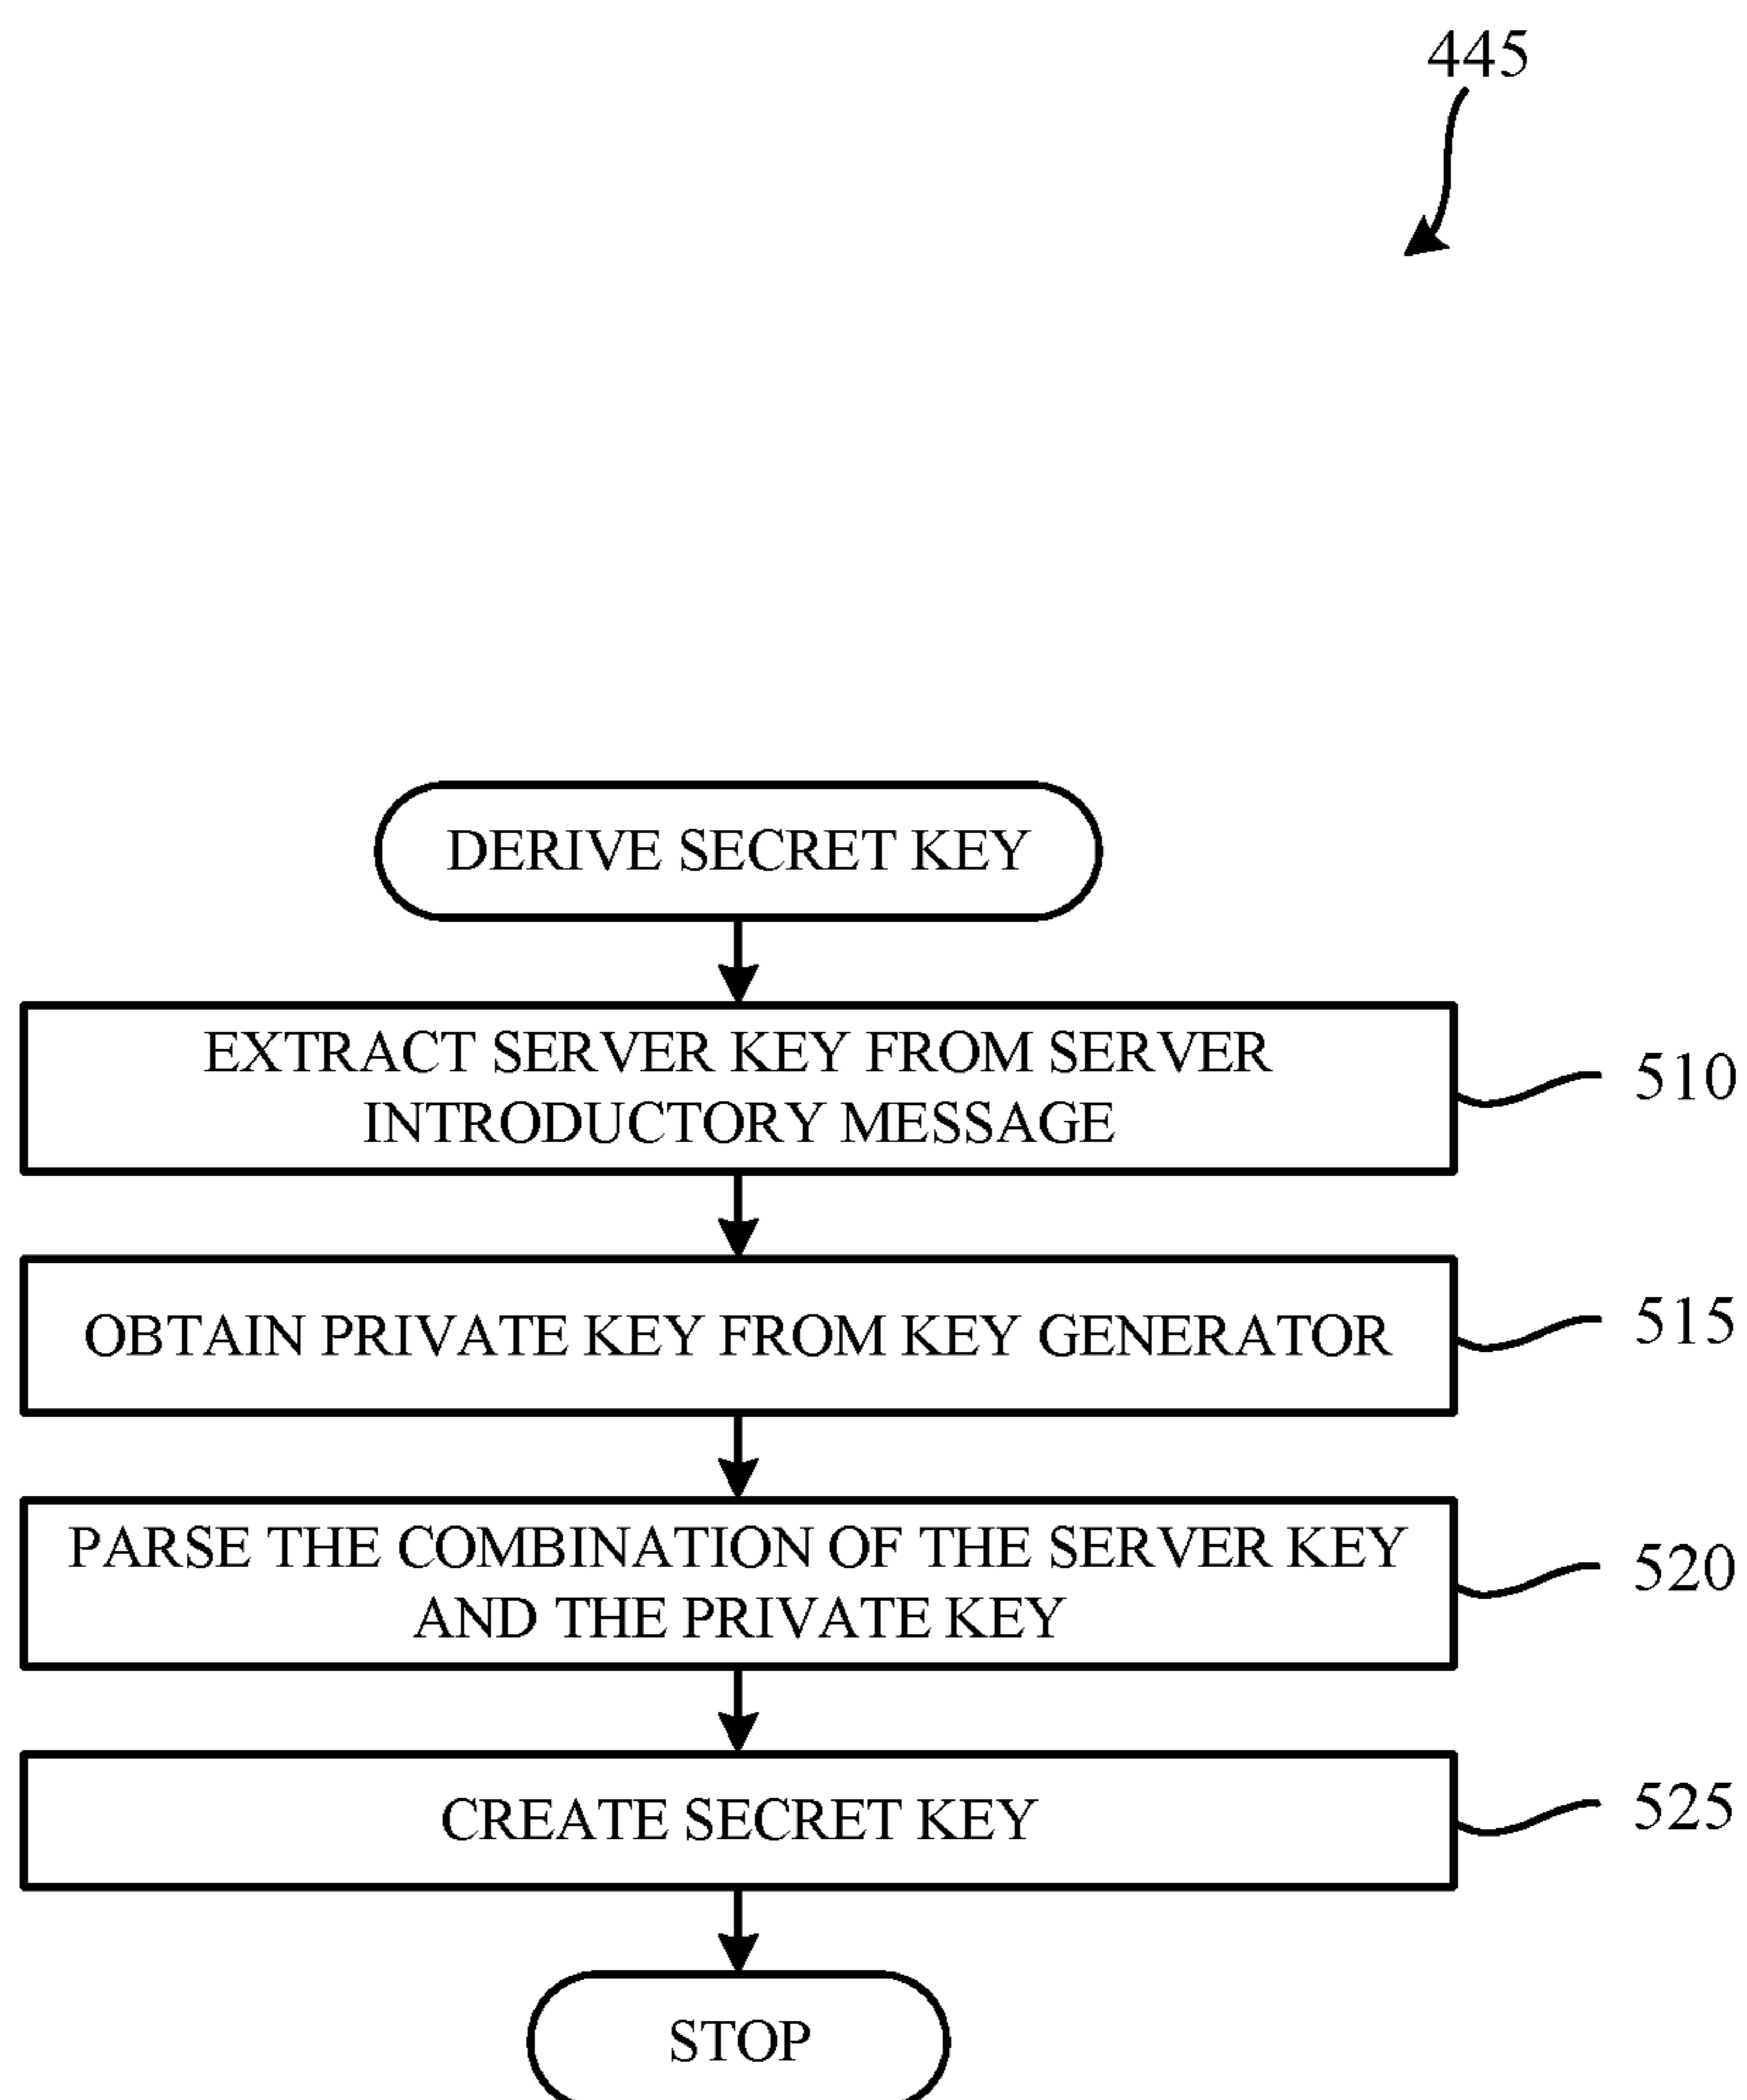 445
DERIVE SECRET KEY
EXTRACT SERVER KEY FROM SERVER
INTRODUCTORY MESSAGE
510
OBTAIN PRIVATE KEY FROM KEY GENERATOR
515
PARSE THE COMBINATION OF THE SERVER KEY
AND THE PRIVATE KEY
520
CREATE SECRET KEY
525
STOP